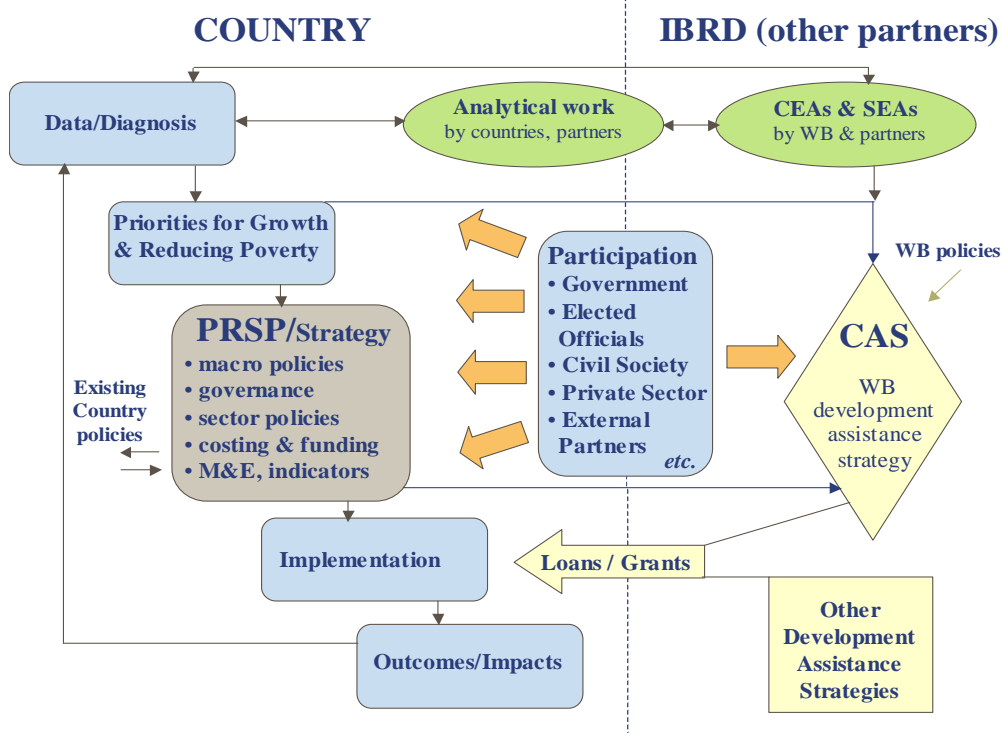 COUNTRY
IBRD (other partners)
Data/Diagnosis
Analytical work
by countries, partners
CEAs & SEAs
by WB & partners
Priorities for Growth
& Reducing Poverty
WB policies
Participation
• Government
• Elected
Officials
• Civil Society
• Private Sector
• External
Partners
etc.
PRSP/Strategy
• macro policies
• governance
• sector policies
• costing & funding
• M&E, indicators
Existing
Country
policies
CAS
WB
development
assistance
strategy
Implementation
Loans / Grants
Outcomes/Impacts
Other
Development
Assistance
Strategies